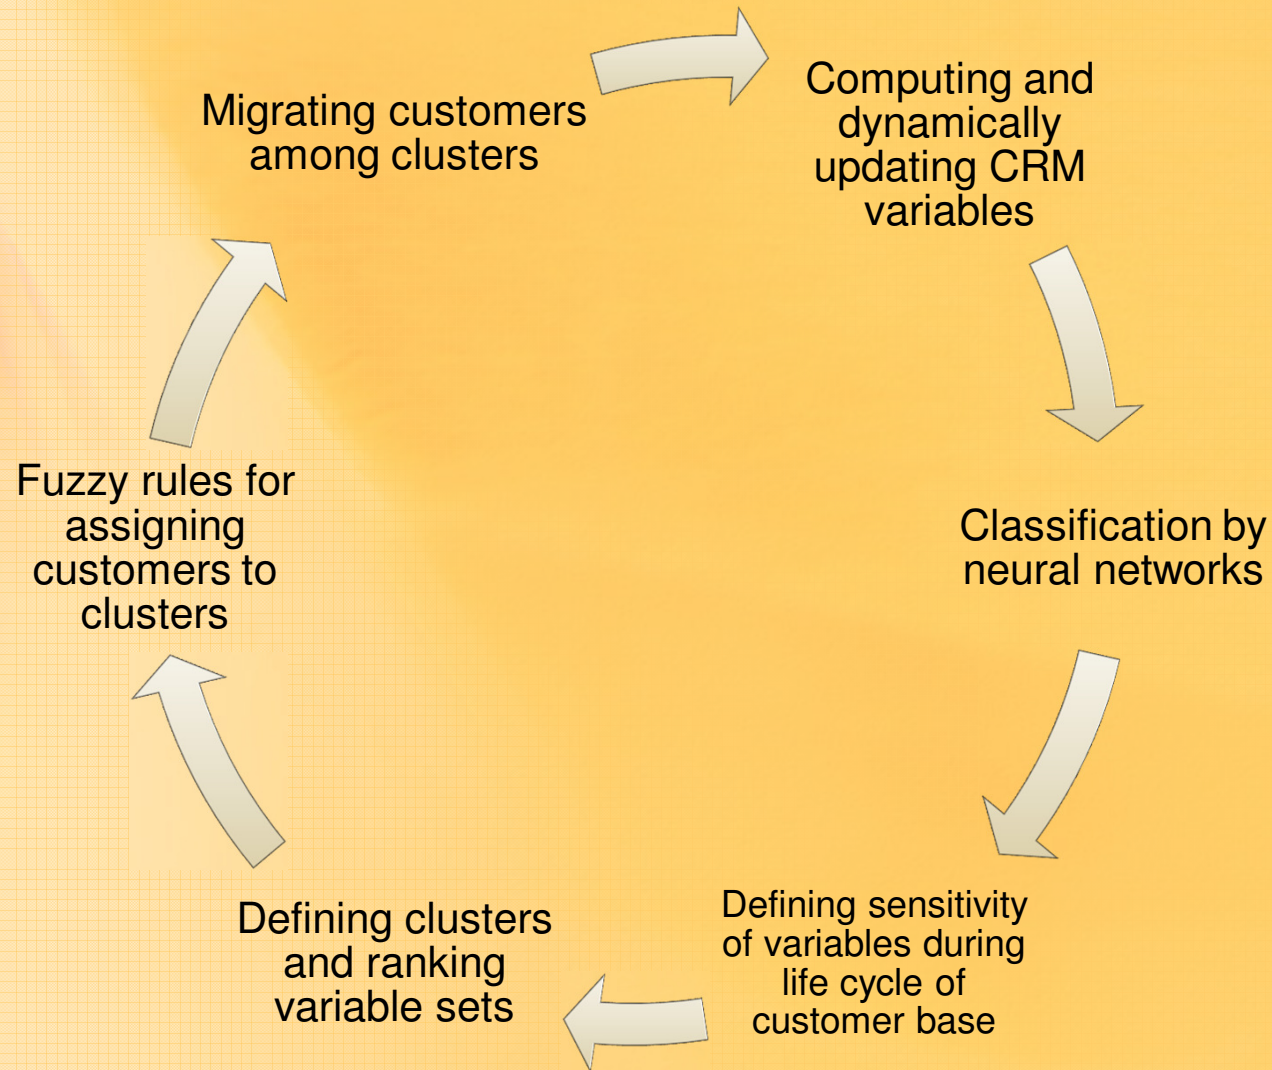 Migrating customers
among clusters
Computing and
dynamically
updating CRM
variables
Classification by
neural networks
Defining sensitivity
of variables during
life cycle of
customer base
Defining clusters
and ranking
variable sets
Fuzzy rules for
assigning
customers to
clusters